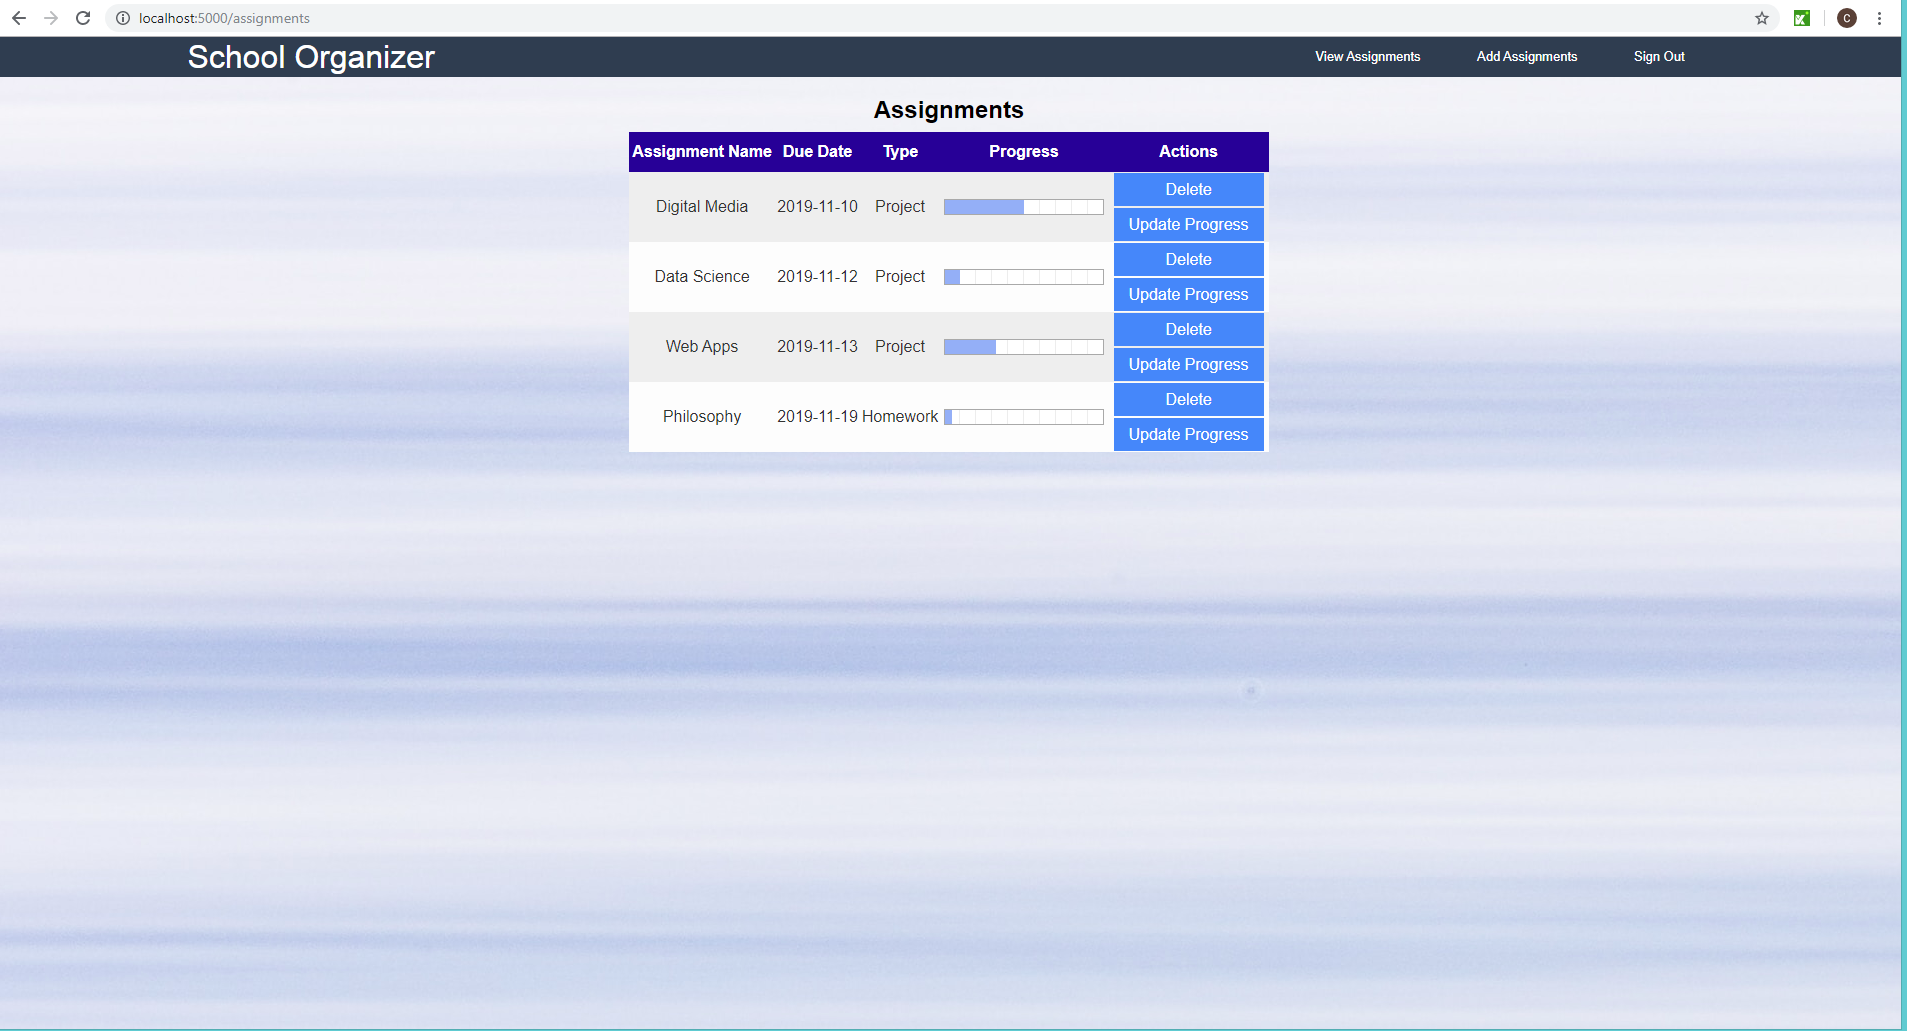 localhost:5000/assignments
C
School Organizer View Assignments Add Assignments Sign Out
Assignments
Assignment Name Due Date Type Progress Actions
Digital Media 2019-11-10 Project Delete
Update Progress
Data Science 2019-11-12 Project Delete
Update Progress
Web Apps 2019-11-13 Project Delete
Update Progress
Philosophy 2019-11-19 Homework Delete
Update Progress